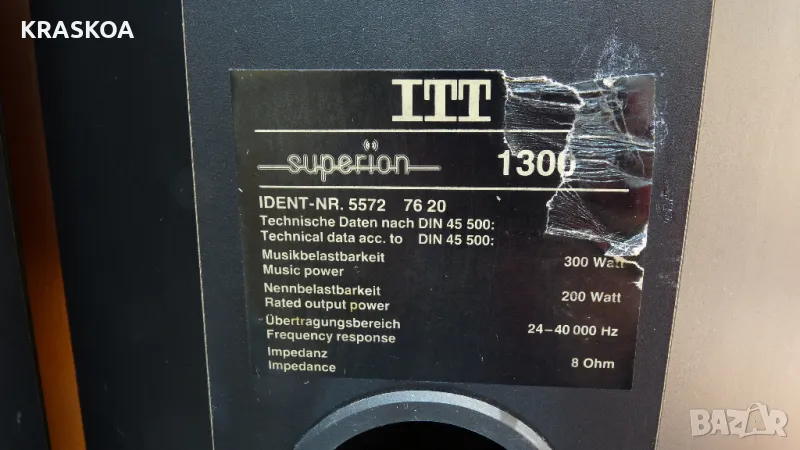 KRASKOA
ITT
superion 1300
IDENT-NR. 5572 76 20
Technische Daten nach DIN 45 500:
Technical data acc. to DIN 45 500:
Musikbelastbarkeit
Music power 300 Watt
Nennbelastbarkeit
Rated output power 200 Watt
Übertragungsbereich
Frequency response 24–40 000 Hz
Impedanz
Impedance 8 Ohm
BAZAR